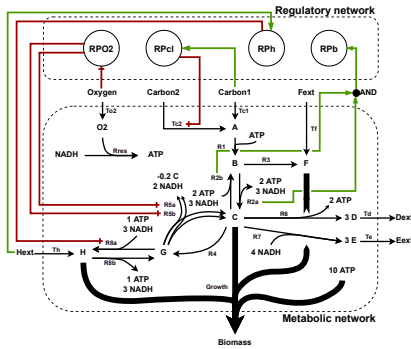 Regulatory network
RPO2
RPcl
RPh
RPb
Oxygen
Carbon2
Carbon1
Fext
AND
To2
Tc2
Tc1
Tf
O2
A
NADH
Rres
ATP
R1
ATP
B
R3
F
-0.2 C
2 NADH
R2b
2 ATP
3 NADH
2 ATP
3 NADH
R2a
R5a
R5b
C
R6
2 ATP
3 D
Td
Dext
1 ATP
3 NADH
R8a
G
R4
R7
3 E
Te
Eext
Hext
Th
H
R8b
4 NADH
1 ATP
3 NADH
10 ATP
Growth
Metabolic network
Biomass